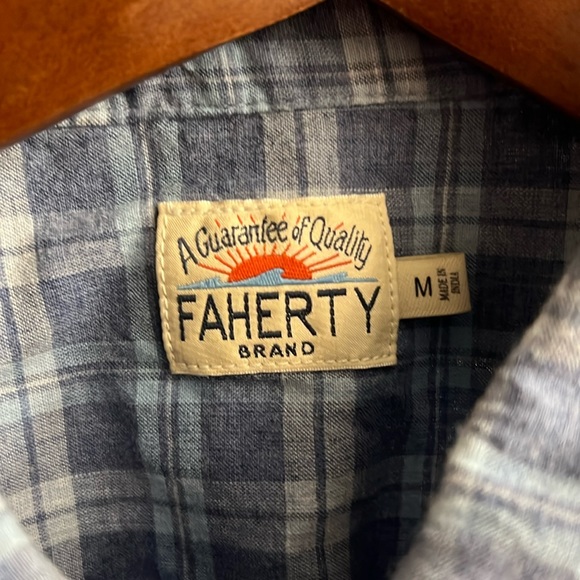 A Guarantee of Quality
FAHERTY
BRAND
M
MADE IN
INDIA